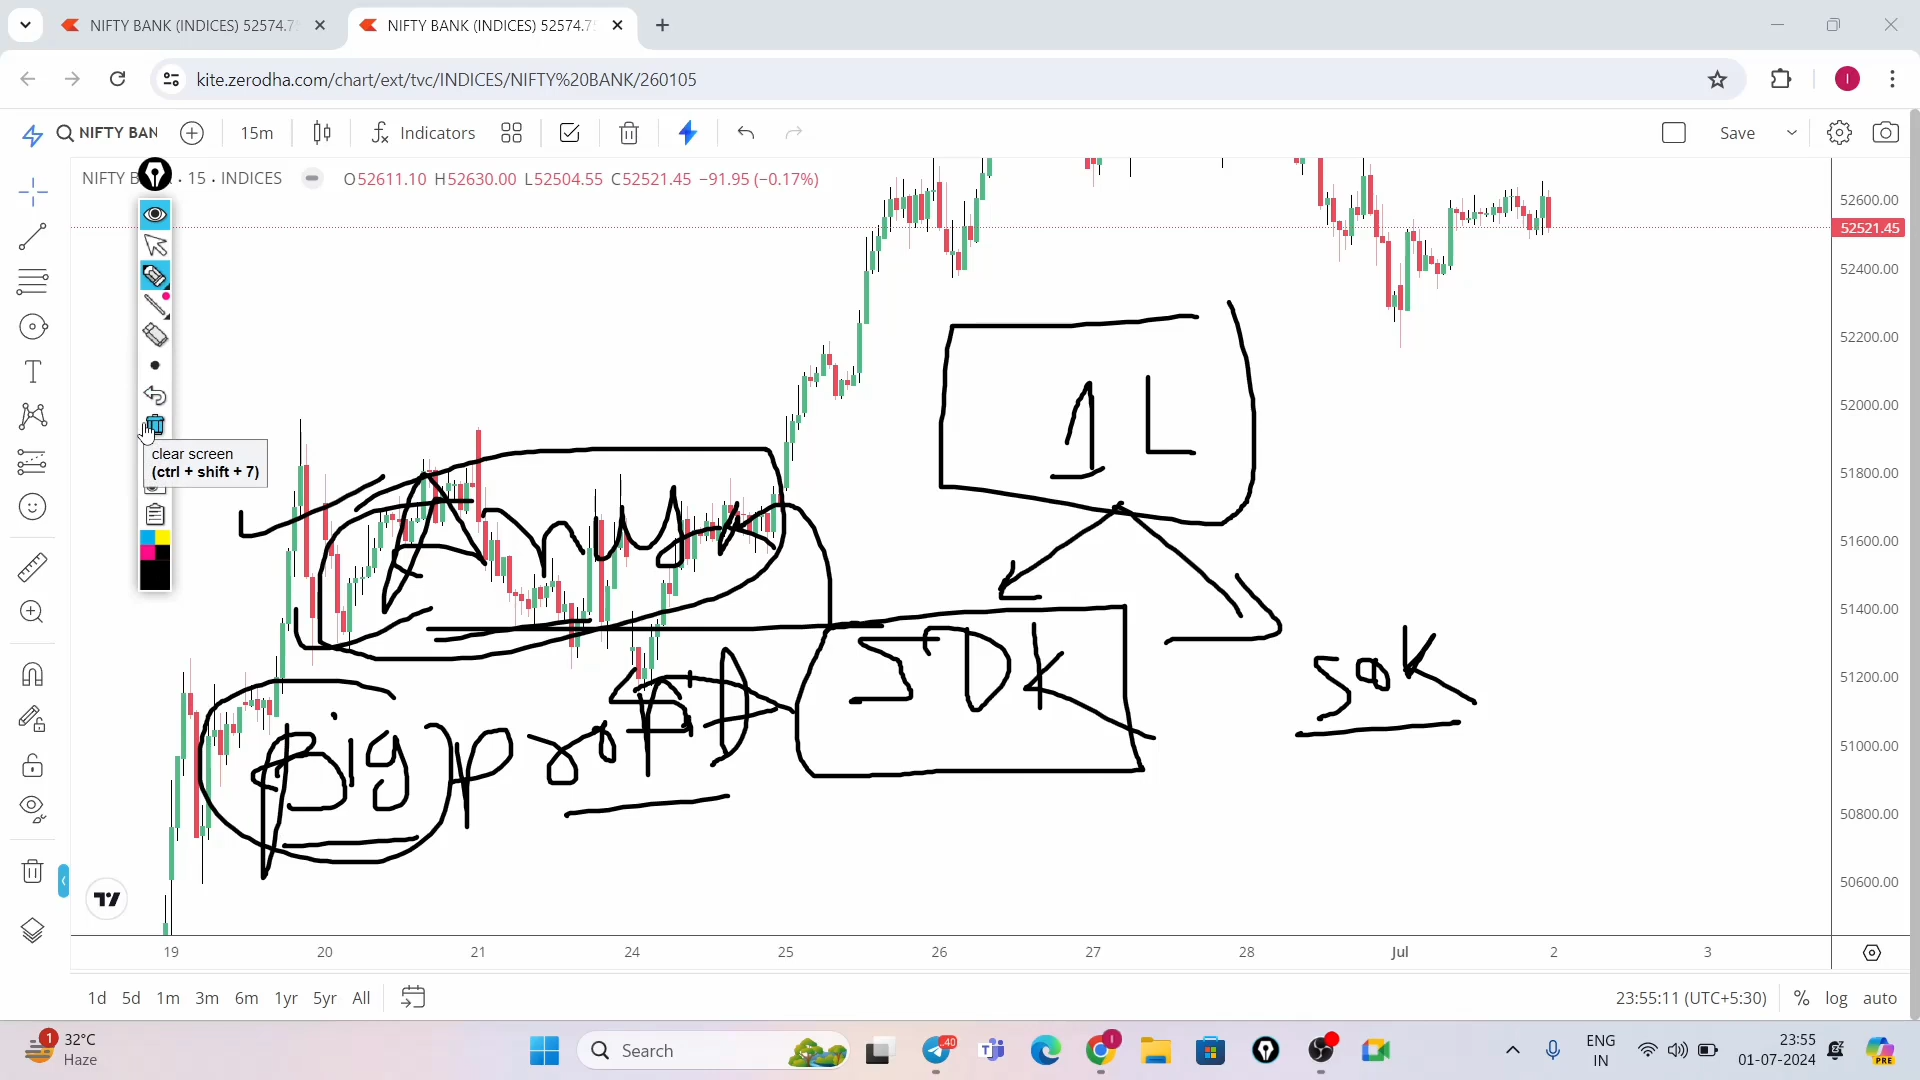 NIFTY BANK (INDICES) 52574.7
NIFTY BANK (INDICES) 52574.7
kite.zerodha.com/chart/ext/tvc/INDICES/NIFTY%20BANK/260105
NIFTY BAN 15m Indicators Save
NIFTY B · 15 · INDICES O52611.10 H52630.00 L52504.55 C52521.45 −91.95 (−0.17%)
52600.00
52521.45
52400.00
52200.00
52000.00
51800.00
51600.00
51400.00
51200.00
51000.00
50800.00
50600.00
clear screen
(ctrl + shift + 7)
1 L
50k
50K
Big profit
19 20 21 24 25 26 27 28 Jul 2 3
1d 5d 1m 3m 6m 1yr 5yr All 23:55:11 (UTC+5:30) % log auto
1 32°C
Haze
Search
40
ENG
IN
23:55
01-07-2024
PRE